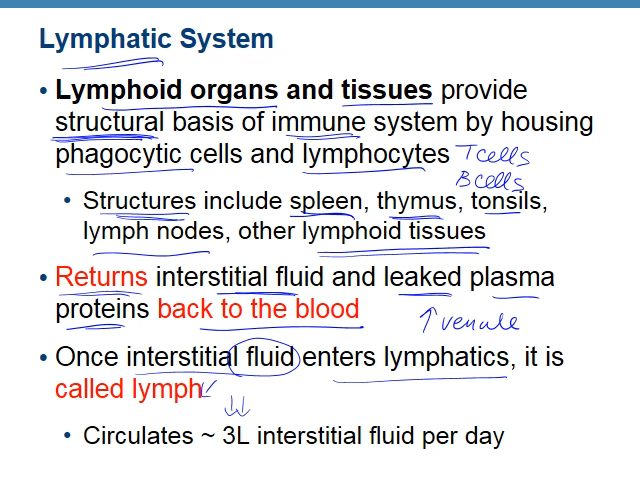 Lymphatic System
• Lymphoid organs and tissues provide
structural basis of immune system by housing
phagocytic cells and lymphocytes T cells
B cells
• Structures include spleen, thymus, tonsils,
lymph nodes, other lymphoid tissues
• Returns interstitial fluid and leaked plasma
proteins back to the blood
↑ venule
• Once interstitial fluid enters lymphatics, it is
called lymph
• Circulates ~ 3L interstitial fluid per day